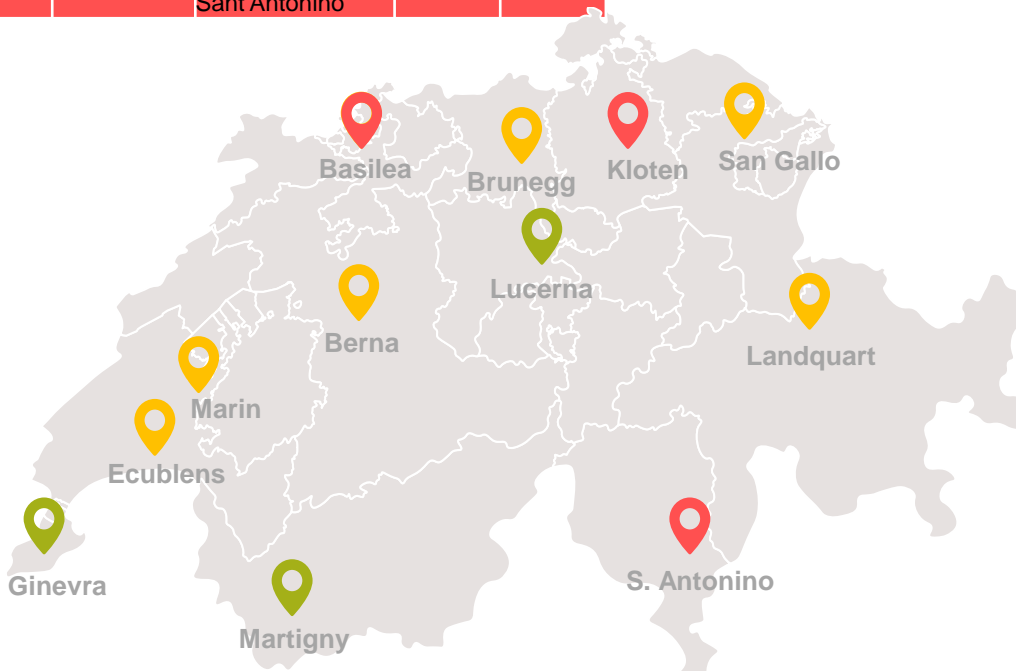 Sant'Antonino
Basilea
Brunegg
Kloten
San Gallo
Lucerna
Berna
Landquart
Marin
Ecublens
Ginevra
S. Antonino
Martigny